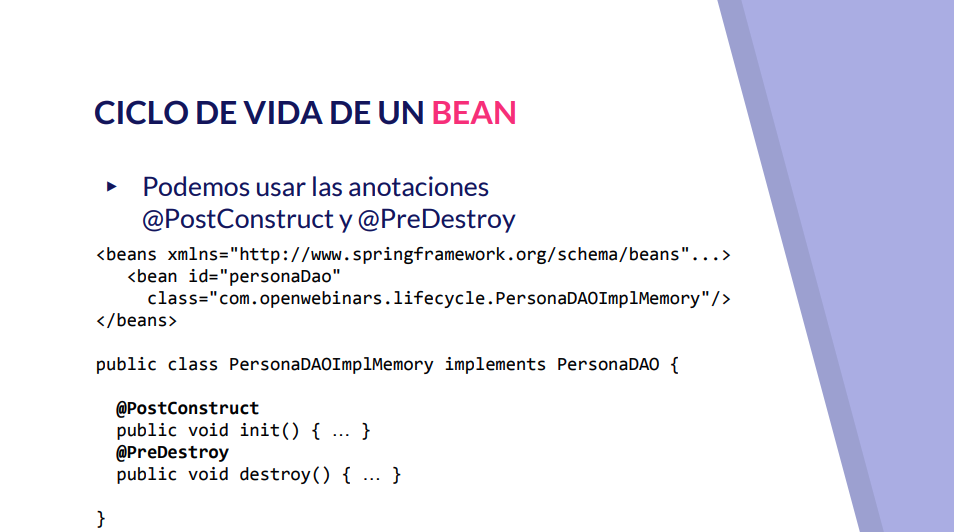 CICLO DE VIDA DE UN BEAN
▸ Podemos usar las anotaciones
@PostConstruct y @PreDestroy
<beans xmlns="http://www.springframework.org/schema/beans"...>
<bean id="personaDao"
class="com.openwebinars.lifecycle.PersonaDAOImplMemory"/>
</beans>
public class PersonaDAOImplMemory implements PersonaDAO {
@PostConstruct
public void init() { … }
@PreDestroy
public void destroy() { … }
}